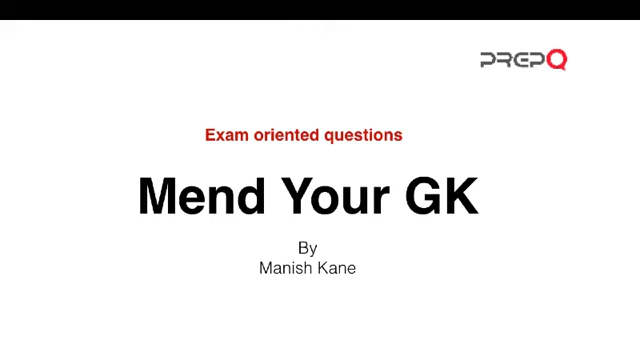 PREPQ
Exam oriented questions
Mend Your GK
By
Manish Kane